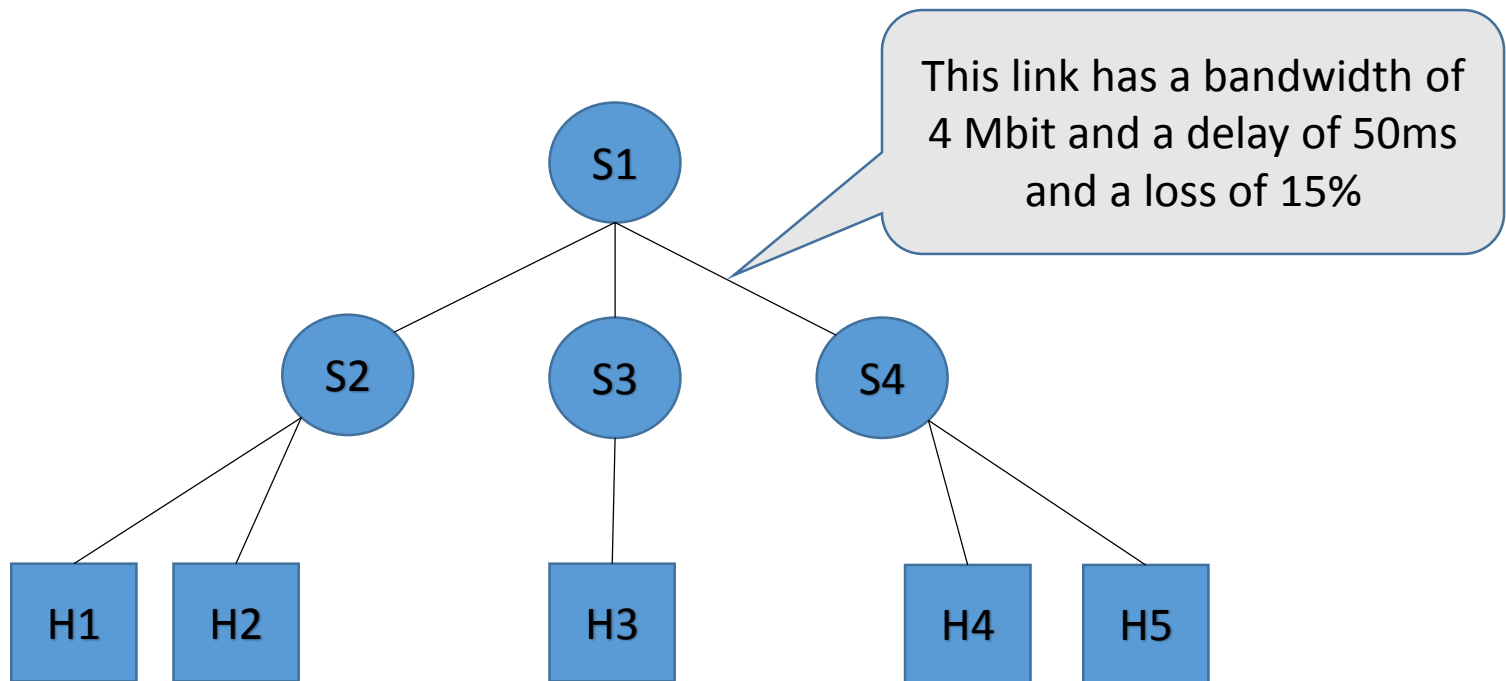 This link has a bandwidth of
4 Mbit and a delay of 50ms
and a loss of 15%
S1
S2
S3
S4
H1
H2
H3
H4
H5